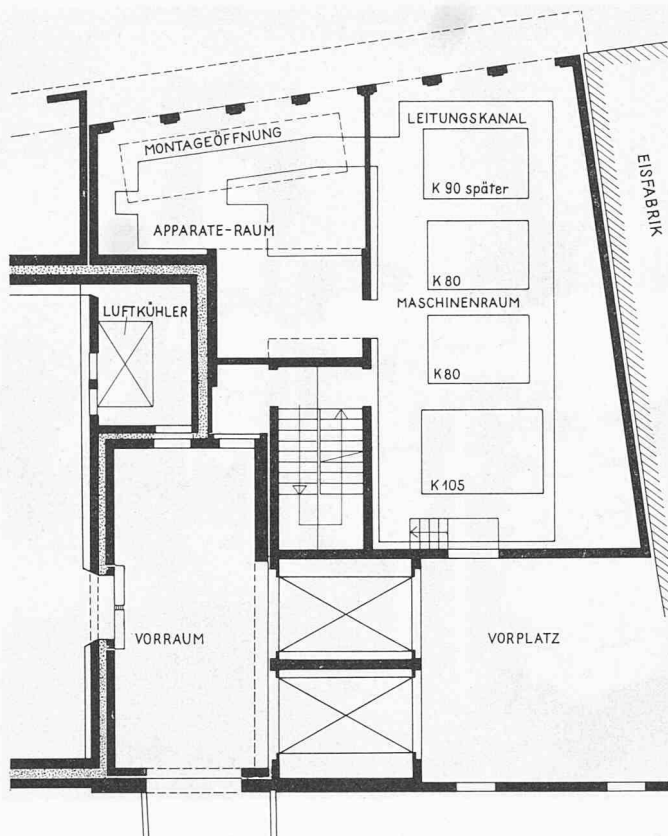 MONTAGEÖFFNUNG
LEITUNGSKANAL
K 90 später
EISFABRIK
APPARATE-RAUM
K 80
MASCHINENRAUM
LUFTKÜHLER
K 80
K 105
VORRAUM
VORPLATZ